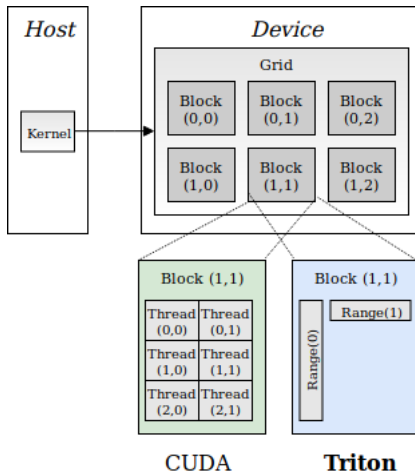 Host
Device
Grid
Kernel
Block
(0,0)
Block
(0,1)
Block
(0,2)
Block
(1,0)
Block
(1,1)
Block
(1,2)
Block (1,1)
Thread
(0,0)
Thread
(0,1)
Thread
(1,0)
Thread
(1,1)
Thread
(2,0)
Thread
(2,1)
Block (1,1)
Range(0)
Range(1)
CUDA
Triton